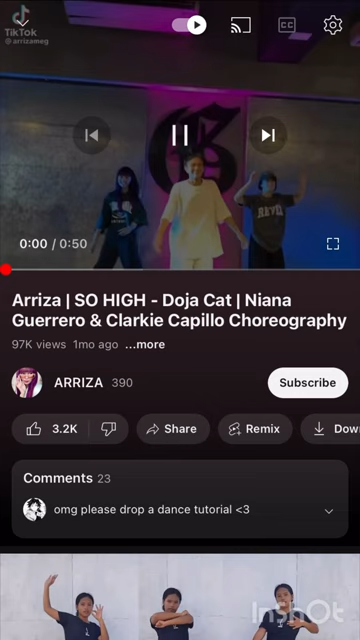 TikTok
@ arrizameg
CC
REVEL
0:00 / 0:50
Arriza | SO HIGH - Doja Cat | Niana
Guerrero & Clarkie Capillo Choreography
97K views 1mo ago ...more
ARRIZA 390
Subscribe
3.2K
Share
Remix
Dow
Comments 23
omg please drop a dance tutorial <3
InShOt